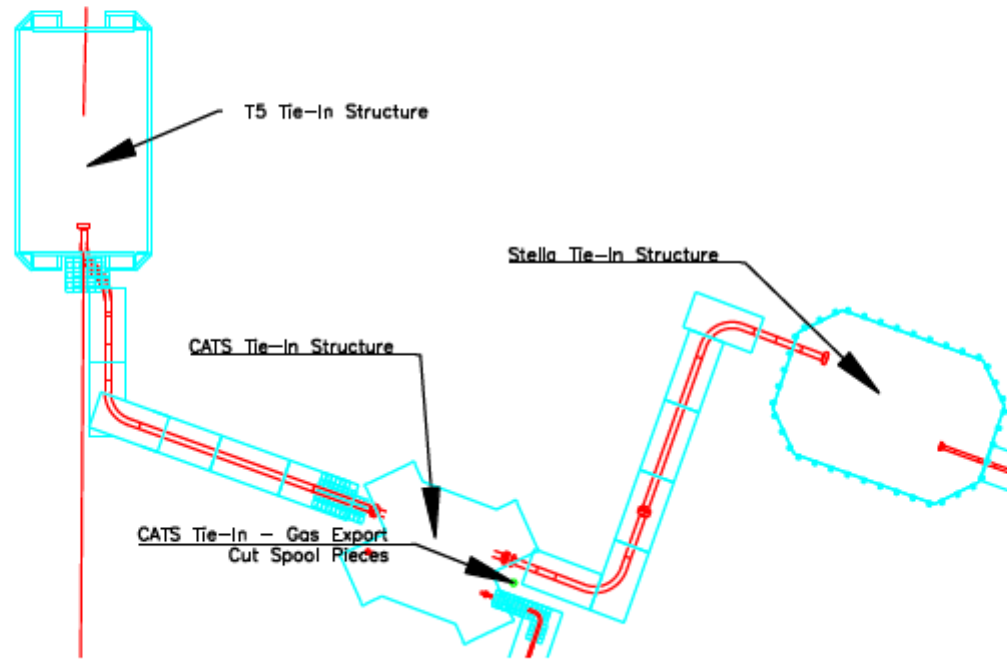 T5 Tie-In Structure
Stella Tie-In Structure
CATS Tie-In Structure
CATS Tie-In - Gas Export
Cut Spool Pieces